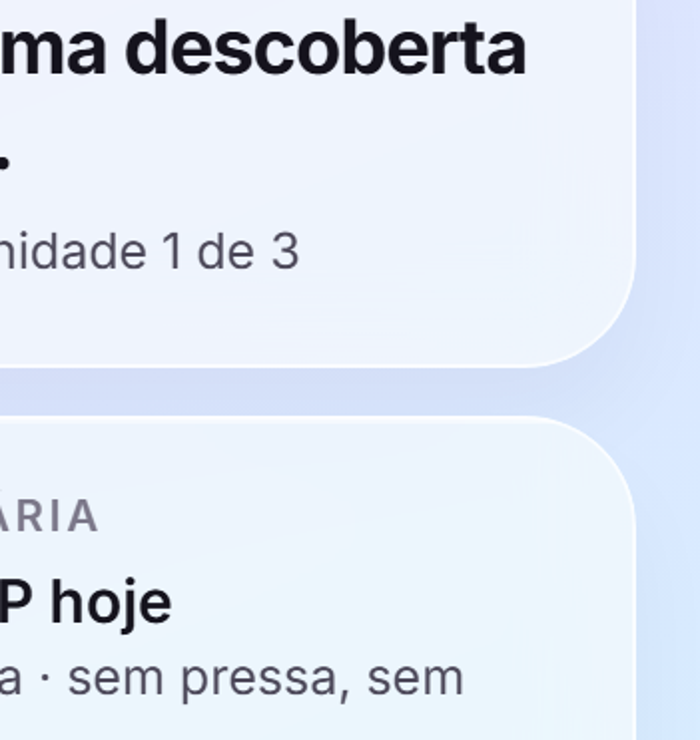 ma descoberta
.
nidade 1 de 3
ÁRIA
P hoje
a · sem pressa, sem